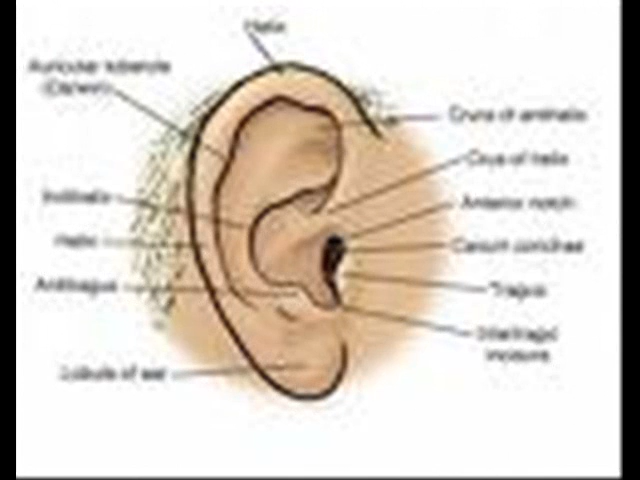 Helix
Auricular tubercle
(Darwin)
Crura of antihelix
Crus of helix
Anterior notch
Helix
Cavum conchae
Antitragus
Tragus
Intertragic
incisure
Lobule of ear